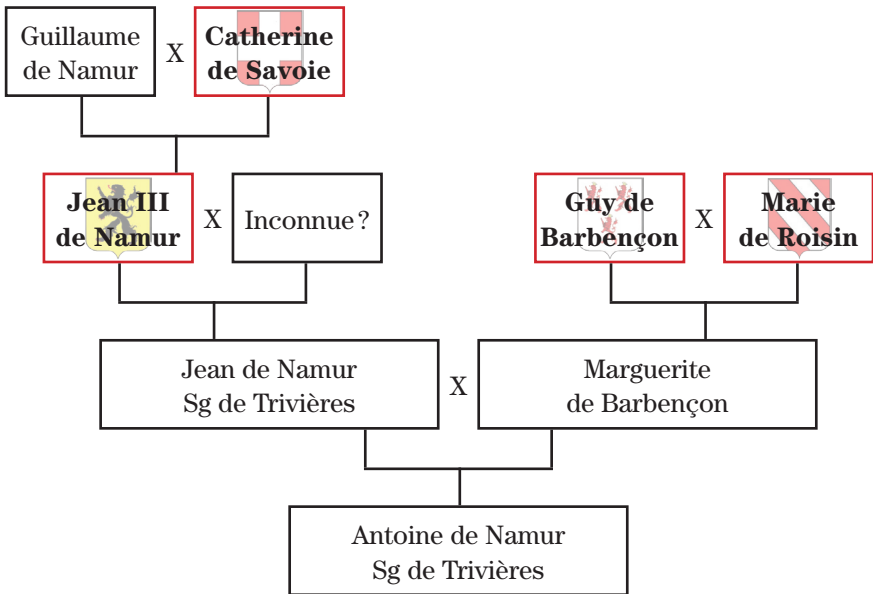 Guillaume
de Namur
X
Catherine
de Savoie
Jean III
de Namur
X
Inconnue ?
Guy de
Barbençon
X
Marie
de Roisin
Jean de Namur
Sg de Trivières
X
Marguerite
de Barbençon
Antoine de Namur
Sg de Trivières